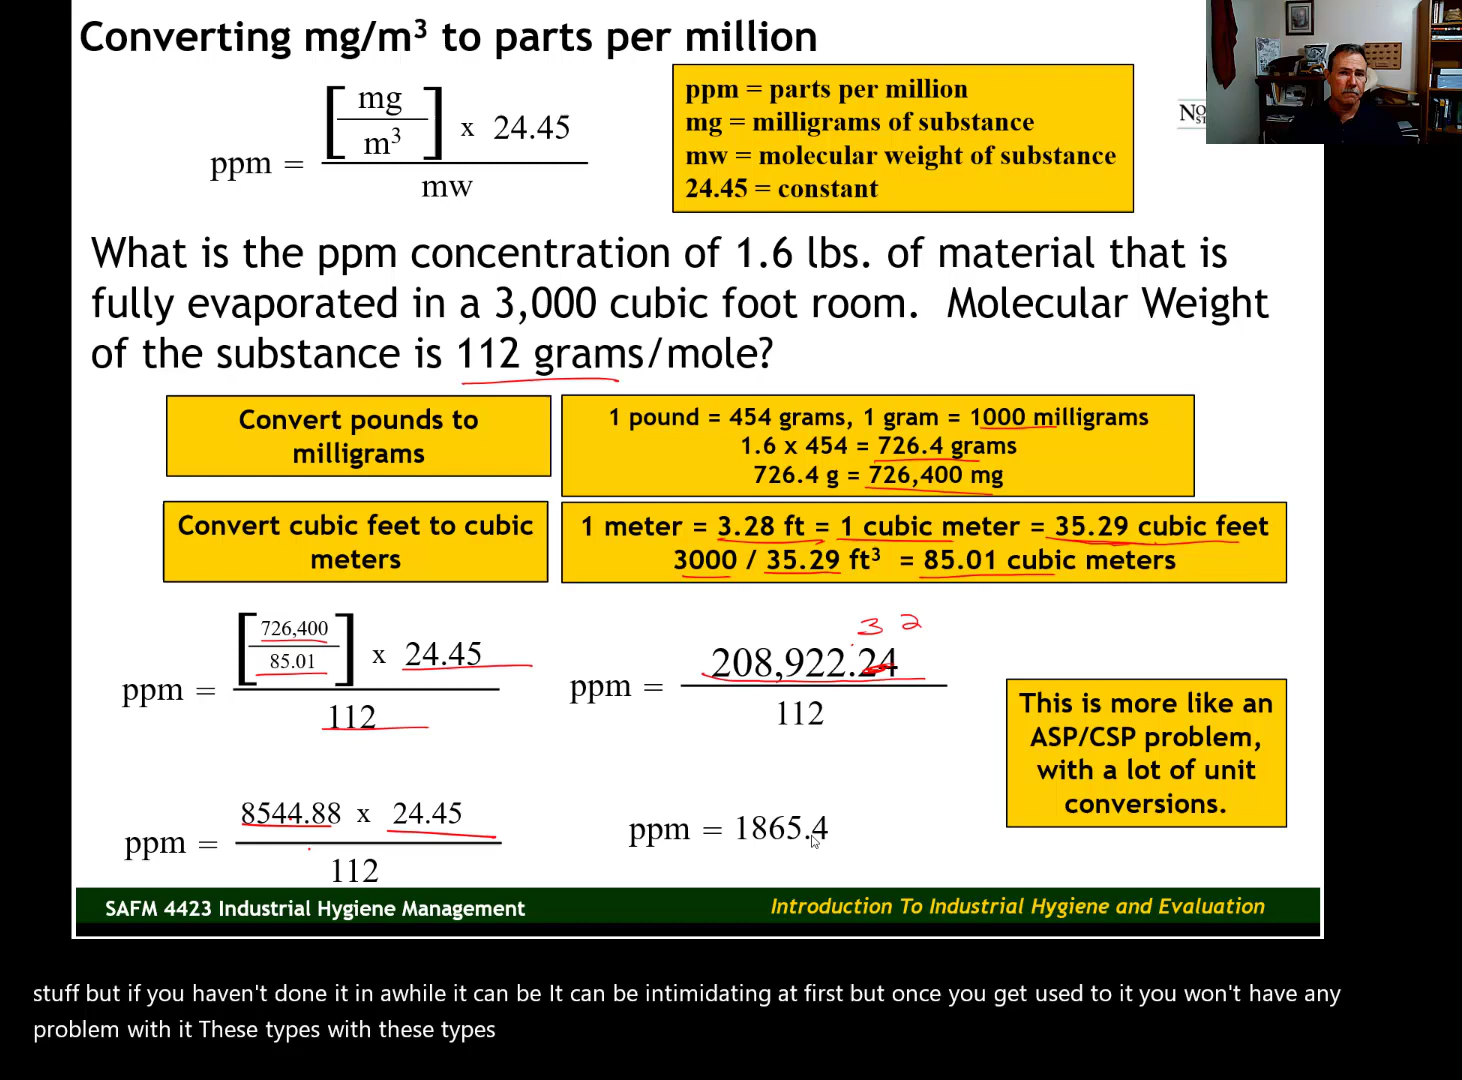 Converting mg/m³ to parts per million
ppm = [mg/m³] x 24.45
mw
ppm = parts per million
mg = milligrams of substance
mw = molecular weight of substance
24.45 = constant
What is the ppm concentration of 1.6 lbs. of material that is
fully evaporated in a 3,000 cubic foot room. Molecular Weight
of the substance is 112 grams/mole?
Convert pounds to
milligrams
1 pound = 454 grams, 1 gram = 1000 milligrams
1.6 x 454 = 726.4 grams
726.4 g = 726,400 mg
Convert cubic feet to cubic
meters
1 meter = 3.28 ft = 1 cubic meter = 35.29 cubic feet
3000 / 35.29 ft³ = 85.01 cubic meters
ppm = [726,400/85.01] x 24.45
112
3 2
ppm = 208,922.24
112
ppm = 8544.88 x 24.45
112
ppm = 1865.4
This is more like an
ASP/CSP problem,
with a lot of unit
conversions.
SAFM 4423 Industrial Hygiene Management
Introduction To Industrial Hygiene and Evaluation
stuff but if you haven't done it in awhile it can be It can be intimidating at first but once you get used to it you won't have any
problem with it These types with these types